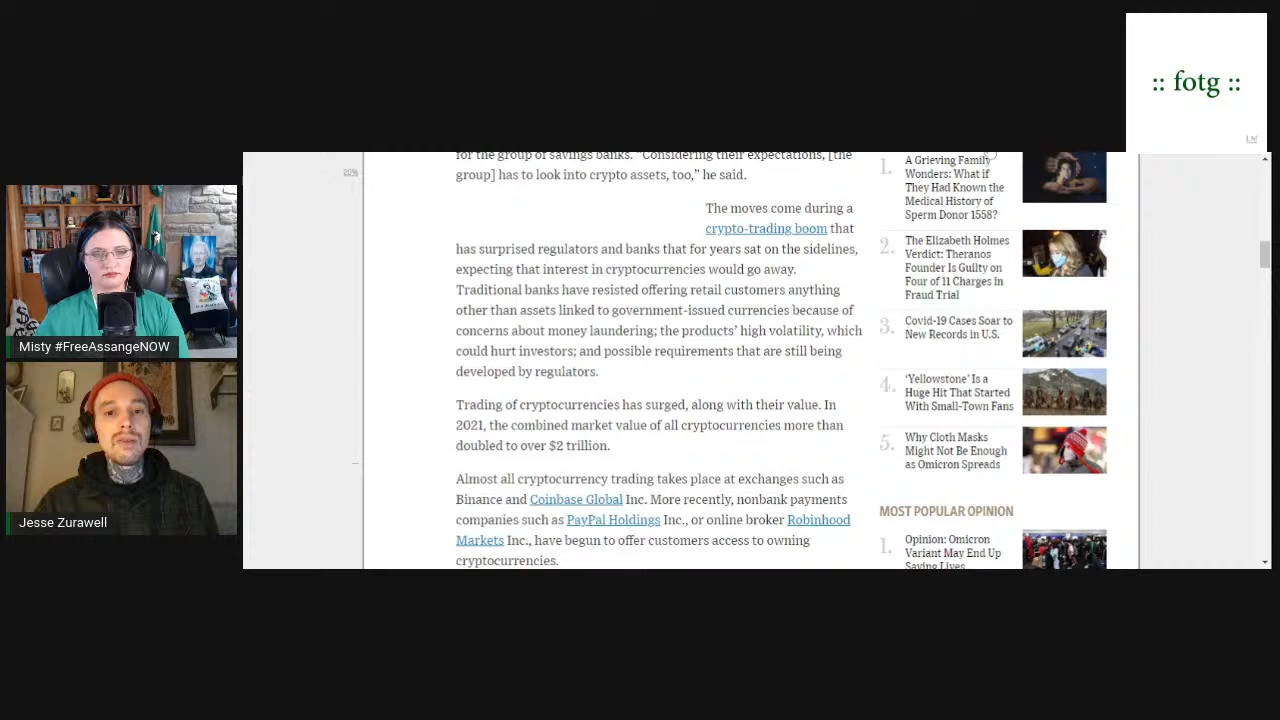 :: fotg ::
for the group of savings banks. "Considering their expectations, [the
group] has to look into crypto assets, too," he said.
The moves come during a
crypto-trading boom that
has surprised regulators and banks that for years sat on the sidelines,
expecting that interest in cryptocurrencies would go away.
Traditional banks have resisted offering retail customers anything
other than assets linked to government-issued currencies because of
concerns about money laundering; the products' high volatility, which
could hurt investors; and possible requirements that are still being
developed by regulators.
Trading of cryptocurrencies has surged, along with their value. In
2021, the combined market value of all cryptocurrencies more than
doubled to over $2 trillion.
Almost all cryptocurrency trading takes place at exchanges such as
Binance and Coinbase Global Inc. More recently, nonbank payments
companies such as PayPal Holdings Inc., or online broker Robinhood
Markets Inc., have begun to offer customers access to owning
cryptocurrencies.
20%
1.
A Grieving Family
Wonders: What if
They Had Known the
Medical History of
Sperm Donor 1558?
2.
The Elizabeth Holmes
Verdict: Theranos
Founder Is Guilty on
Four of 11 Charges in
Fraud Trial
3.
Covid-19 Cases Soar to
New Records in U.S.
4.
'Yellowstone' Is a
Huge Hit That Started
With Small-Town Fans
5.
Why Cloth Masks
Might Not Be Enough
as Omicron Spreads
MOST POPULAR OPINION
1.
Opinion: Omicron
Variant May End Up
Saving Lives
Misty #FreeAssangeNOW
Jesse Zurawell